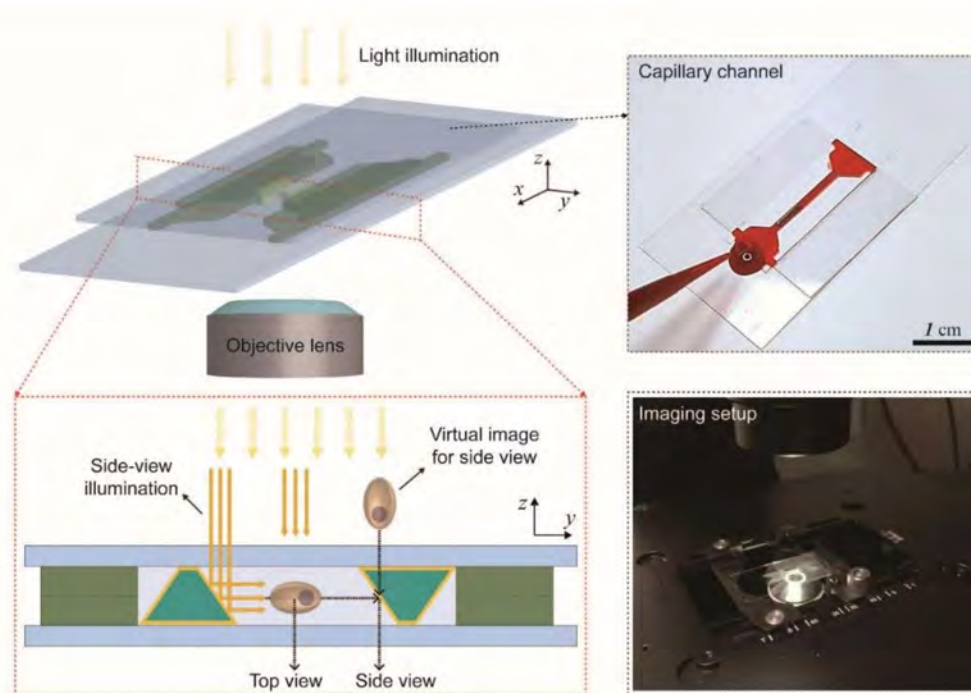 Light illumination
Capillary channel
z
x
y
1 cm
Objective lens
Imaging setup
Side-view
illumination
Virtual image
for side view
z
y
Top view
Side view